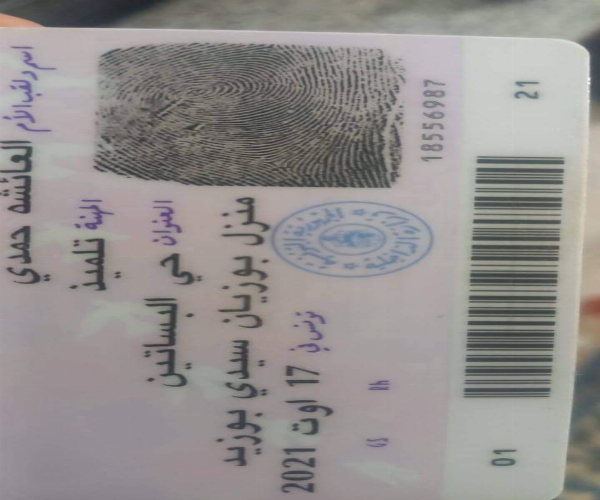 اسم ولقب الأم العائشه حمدي
المهنة تلميذ
العنوان حي البساتين
منزل بوزيان سيدي بوزيد
تونس في 17 اوت 2021
18556987
21
01